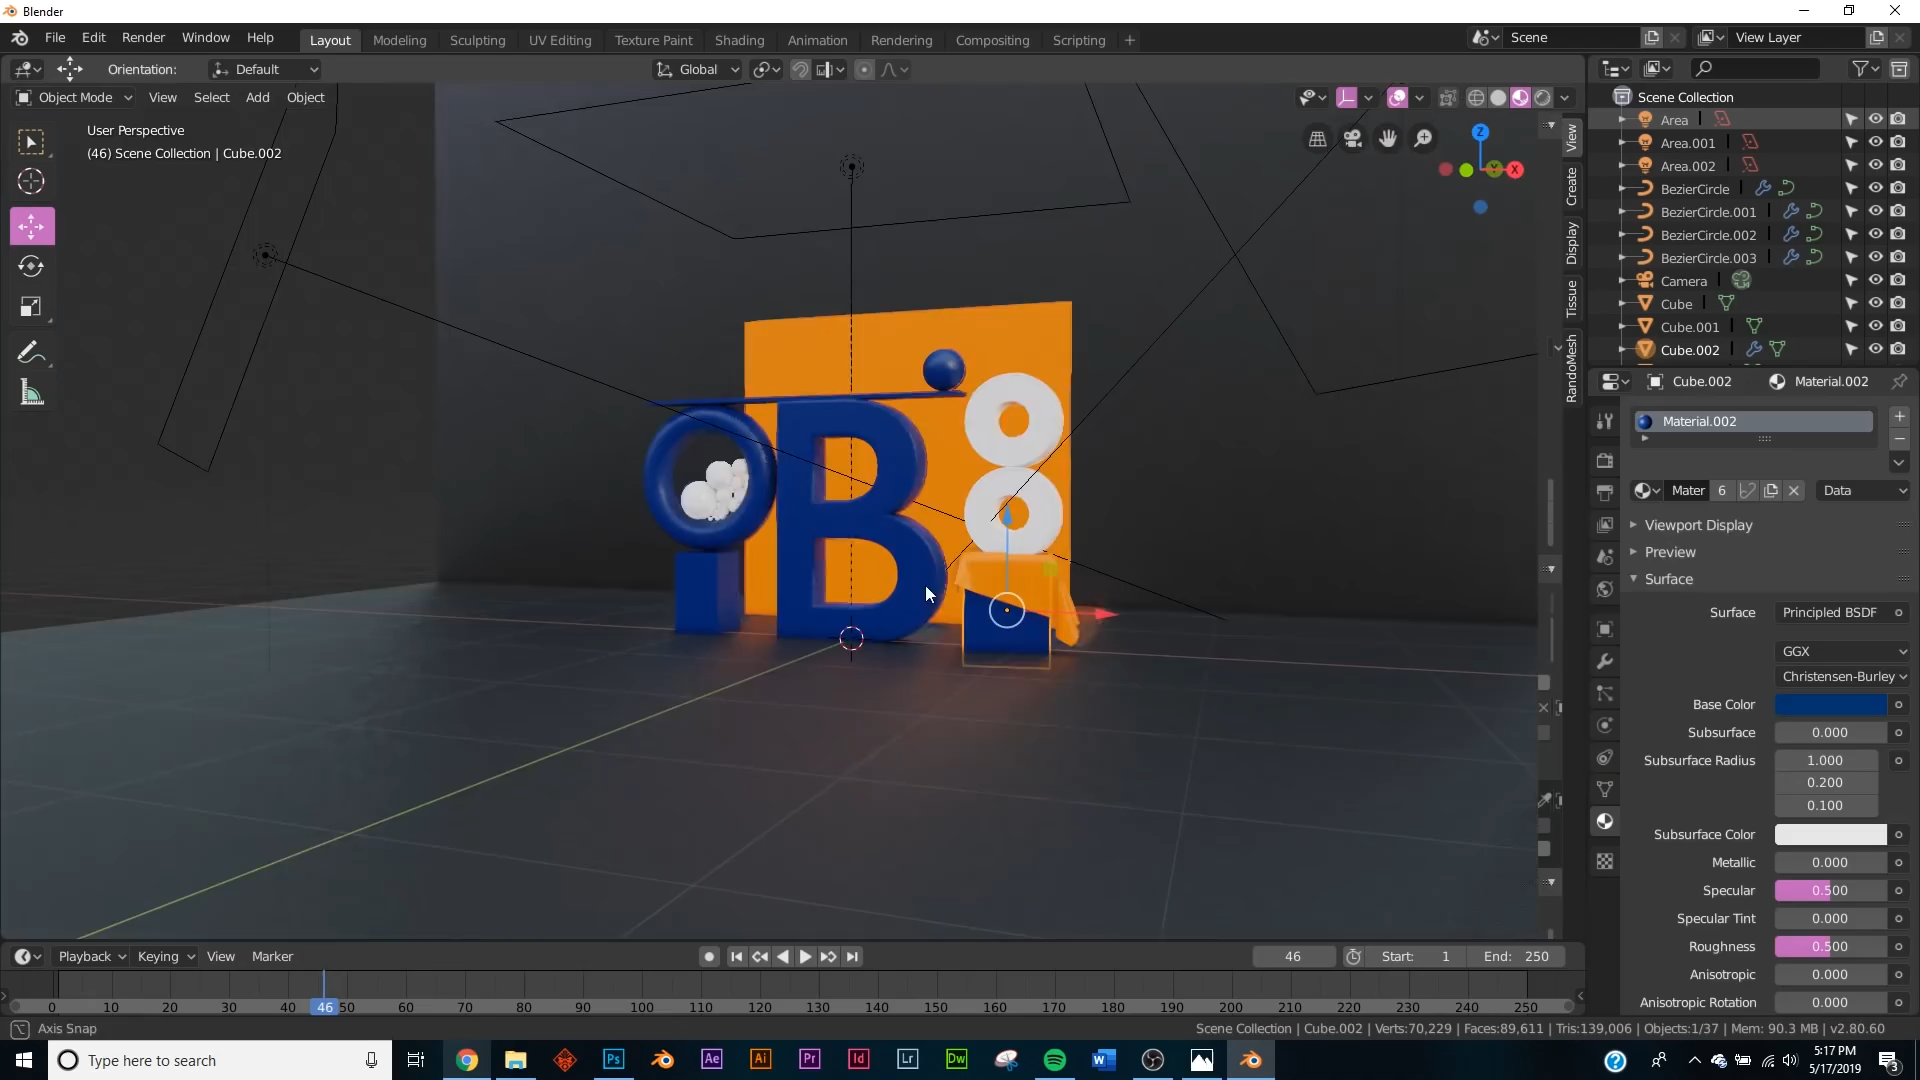 Blender
File Edit Render Window Help Layout Modeling Sculpting UV Editing Texture Paint Shading Animation Rendering Compositing Scripting + Scene View Layer
Orientation: Default Global
Object Mode View Select Add Object
User Perspective
(46) Scene Collection | Cube.002
Z
Y
X
B
View
Create
Display
Tissue
RandoMesh
Scene Collection
Area
Area.001
Area.002
BezierCircle
BezierCircle.001
BezierCircle.002
BezierCircle.003
Camera
Cube
Cube.001
Cube.002
Cube.002 Material.002
Material.002
Mater 6 Data
Viewport Display
Preview
Surface
Surface Principled BSDF
GGX
Christensen-Burley
Base Color
Subsurface 0.000
Subsurface Radius 1.000
0.200
0.100
Subsurface Color
Metallic 0.000
Specular 0.500
Specular Tint 0.000
Roughness 0.500
Anisotropic 0.000
Anisotropic Rotation 0.000
Playback Keying View Marker 46 Start: 1 End: 250
0 10 20 30 40 46 50 60 70 80 90 100 110 120 130 140 150 160 170 180 190 200 210 220 230 240 250
Axis Snap
Scene Collection | Cube.002 | Verts:70,229 | Faces:89,611 | Tris:139,006 | Objects:1/37 | Mem: 90.3 MB | v2.80.60
Type here to search
Ps Ae Ai Pr Id Lr Dw W
5:17 PM
5/17/2019
3